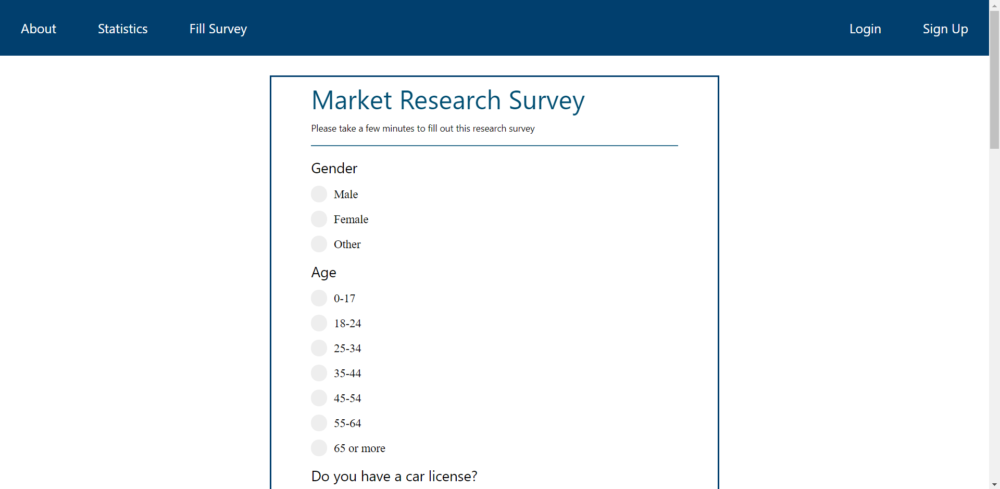 About Statistics Fill Survey Login Sign Up
Market Research Survey
Please take a few minutes to fill out this research survey
Gender
Male
Female
Other
Age
0-17
18-24
25-34
35-44
45-54
55-64
65 or more
Do you have a car license?